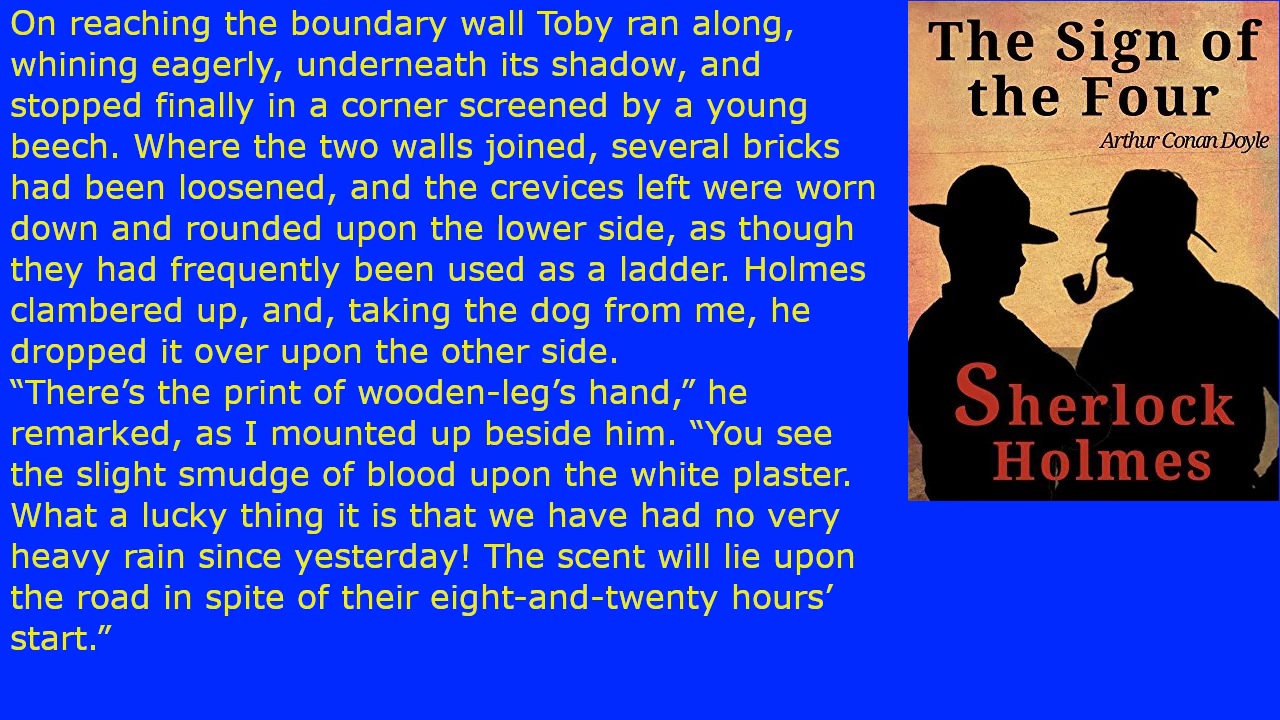 On reaching the boundary wall Toby ran along,
whining eagerly, underneath its shadow, and
stopped finally in a corner screened by a young
beech. Where the two walls joined, several bricks
had been loosened, and the crevices left were worn
down and rounded upon the lower side, as though
they had frequently been used as a ladder. Holmes
clambered up, and, taking the dog from me, he
dropped it over upon the other side.
“There’s the print of wooden-leg’s hand,” he
remarked, as I mounted up beside him. “You see
the slight smudge of blood upon the white plaster.
What a lucky thing it is that we have had no very
heavy rain since yesterday! The scent will lie upon
the road in spite of their eight-and-twenty hours’
start.”
The Sign of
the Four
Arthur Conan Doyle
Sherlock
Holmes